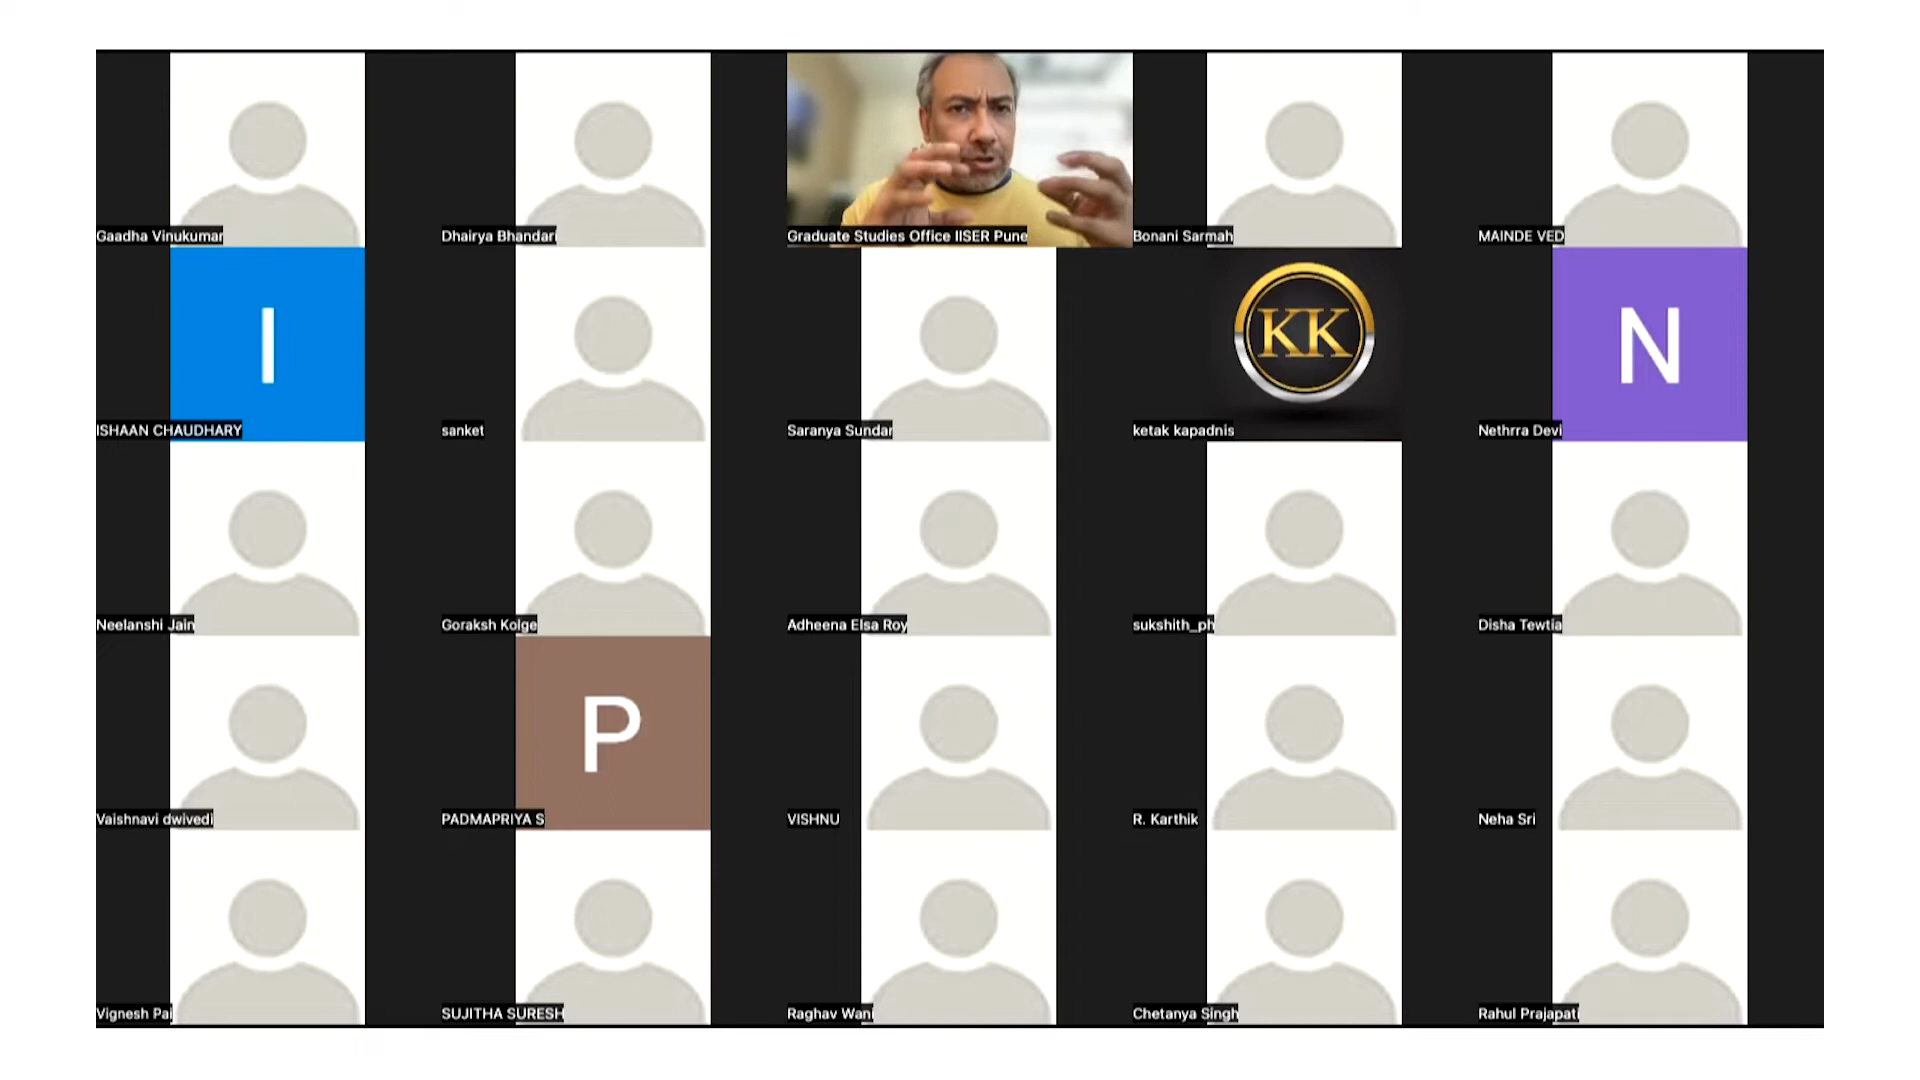 Gaadha Vinukumar
Dhairya Bhandari
Graduate Studies Office IISER Pune
Bonani Sarmah
MAINDE VED
I
KK
N
ISHAAN CHAUDHARY
sanket
Saranya Sundar
ketak kapadnis
Nethrra Devi
Neelanshi Jain
Goraksh Kolge
Adheena Elsa Roy
sukshith_ph
Disha Tewtia
P
Vaishnavi dwivedi
PADMAPRIYA S
VISHNU
R. Karthik
Neha Sri
Vignesh Pai
SUJITHA SURESH
Raghav Wani
Chetanya Singh
Rahul Prajapati